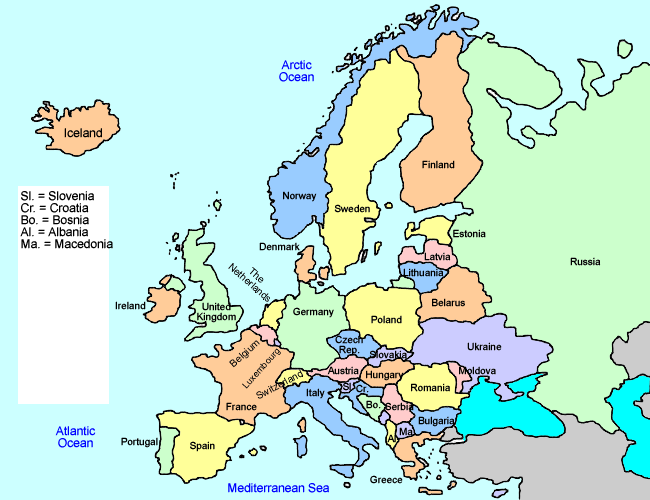 Arctic
Ocean
Iceland
Sl. = Slovenia
Cr. = Croatia
Bo. = Bosnia
Al. = Albania
Ma. = Macedonia
Norway
Sweden
Finland
Denmark
Estonia
Latvia
Lithuania
Russia
The
Netherlands
Ireland
United
Kingdom
Germany
Poland
Belarus
Belgium
Luxembourg
Czech
Rep.
Slovakia
Ukraine
Switzerland
Austria
Hungary
Moldova
France
Italy
Sl.
Cr.
Romania
Bo.
Serbia
Bulgaria
Atlantic
Ocean
Portugal
Spain
Al.
Ma.
Greece
Mediterranean Sea